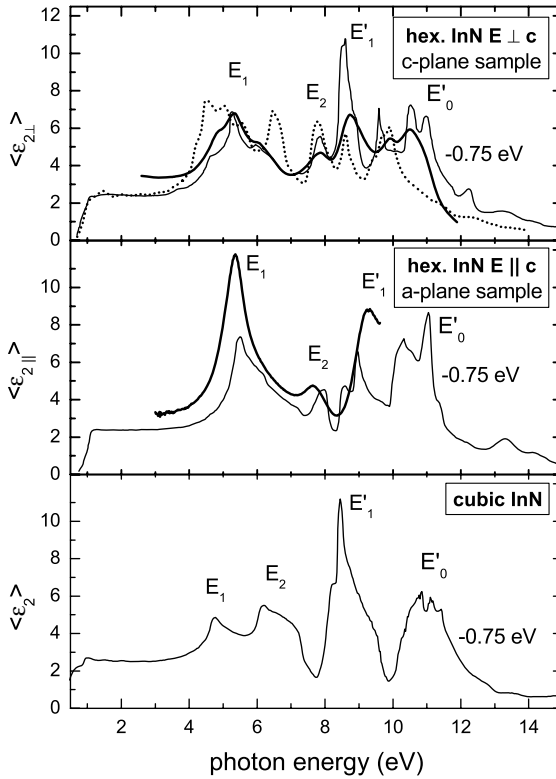 12
10
8
6
4
2
0
<ε2⊥>
E1
E2
E'1
E'0
hex. InN E ⊥ c
c-plane sample
-0.75 eV
10
8
6
4
2
0
<ε2||>
E1
E2
E'1
E'0
hex. InN E || c
a-plane sample
-0.75 eV
10
8
6
4
2
0
<ε2>
E1
E2
E'1
E'0
cubic InN
-0.75 eV
2 4 6 8 10 12 14
photon energy (eV)